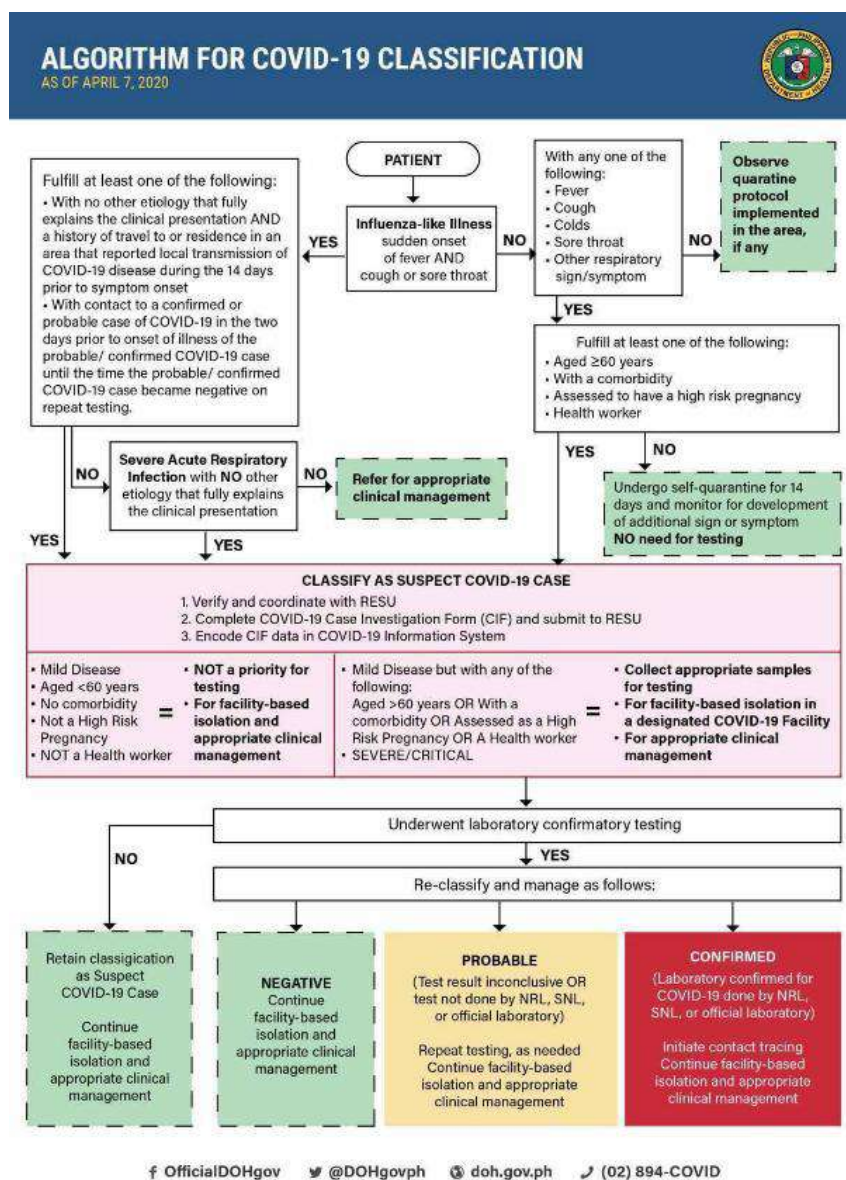 ALGORITHM FOR COVID-19 CLASSIFICATION
AS OF APRIL 7, 2020
PATIENT
Influenza-like Illness
sudden onset
of fever AND
cough or sore throat
YES
NO
Fulfill at least one of the following:
• With no other etiology that fully
explains the clinical presentation AND
a history of travel to or residence in an
area that reported local transmission of
COVID-19 disease during the 14 days
prior to symptom onset
• With contact to a confirmed or
probable case of COVID-19 in the two
days prior to onset of illness of the
probable/ confirmed COVID-19 case
until the time the probable/ confirmed
COVID-19 case became negative on
repeat testing.
With any one of the
following:
• Fever
• Cough
• Colds
• Sore throat
• Other respiratory
sign/symptom
NO
Observe
quaratine
protocol
implemented
in the area,
if any
YES
Fulfill at least one of the following:
• Aged ≥60 years
• With a comorbidity
• Assessed to have a high risk pregnancy
• Health worker
YES
NO
Undergo self-quarantine for 14
days and monitor for development
of additional sign or symptom
NO need for testing
NO
Severe Acute Respiratory
Infection with NO other
etiology that fully explains
the clinical presentation
NO
Refer for appropriate
clinical management
YES
YES
CLASSIFY AS SUSPECT COVID-19 CASE
1. Verify and coordinate with RESU
2. Complete COVID-19 Case Investigation Form (CIF) and submit to RESU
3. Encode CIF data in COVID-19 Information System
• Mild Disease
• Aged <60 years
• No comorbidity
• Not a High Risk
Pregnancy
• NOT a Health worker
=
• NOT a priority for
testing
• For facility-based
isolation and
appropriate clinical
management
• Mild Disease but with any of the
following:
Aged >60 years OR With a
comorbidity OR Assessed as a High
Risk Pregnancy OR A Health worker
• SEVERE/CRITICAL
=
• Collect appropriate samples
for testing
• For facility-based isolation in
a designated COVID-19 Facility
• For appropriate clinical
management
Underwent laboratory confirmatory testing
NO
YES
Re-classify and manage as follows:
Retain classigication
as Suspect
COVID-19 Case
Continue
facility-based
isolation and
appropriate clinical
management
NEGATIVE
Continue
facility-based
isolation and
appropriate clinical
management
PROBABLE
(Test result inconclusive OR
test not done by NRL, SNL,
or official laboratory)
Repeat testing, as needed
Continue facility-based
isolation and appropriate
clinical management
CONFIRMED
(Laboratory confirmed for
COVID-19 done by NRL,
SNL, or official laboratory)
Initiate contact tracing
Continue facility-based
isolation and appropriate
clinical management
OfficialDOHgov @DOHgovph doh.gov.ph (02) 894-COVID